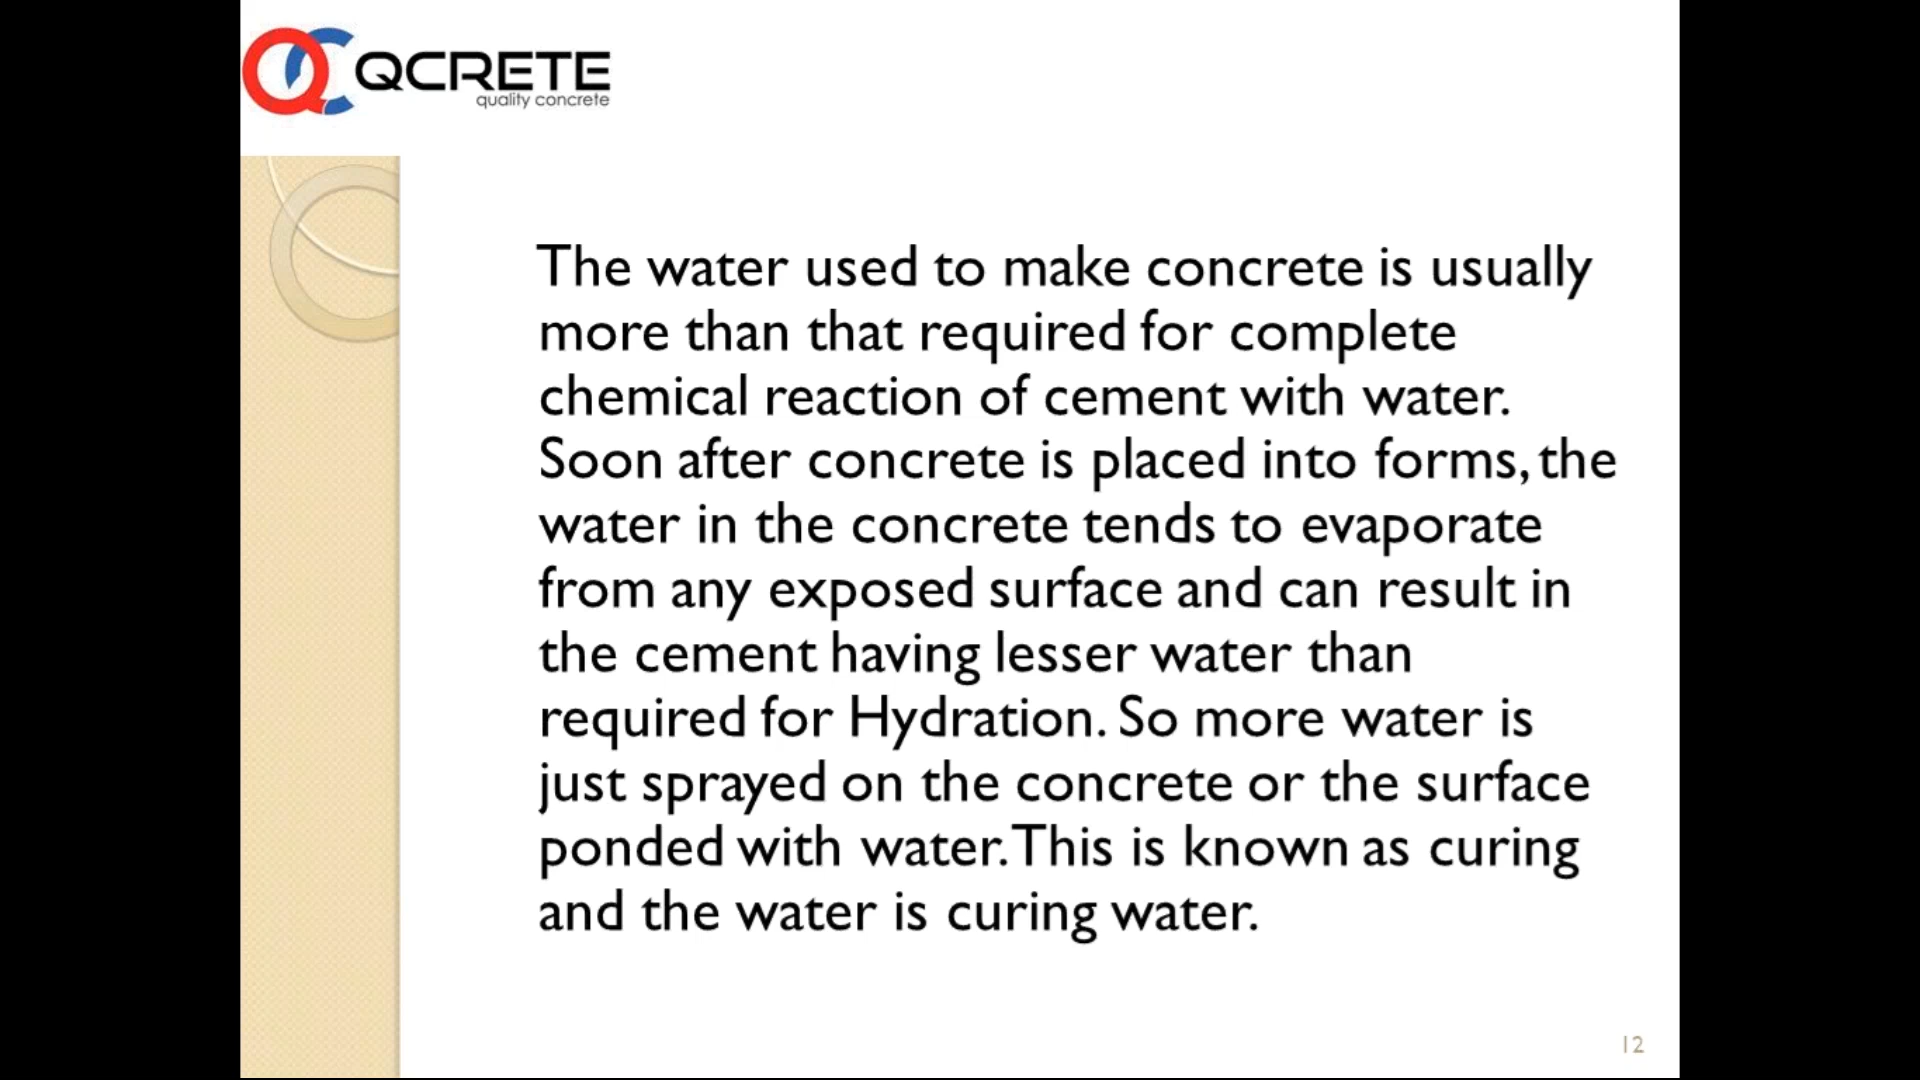 QC QCRETE
quality concrete
The water used to make concrete is usually
more than that required for complete
chemical reaction of cement with water.
Soon after concrete is placed into forms, the
water in the concrete tends to evaporate
from any exposed surface and can result in
the cement having lesser water than
required for Hydration. So more water is
just sprayed on the concrete or the surface
ponded with water. This is known as curing
and the water is curing water.
12